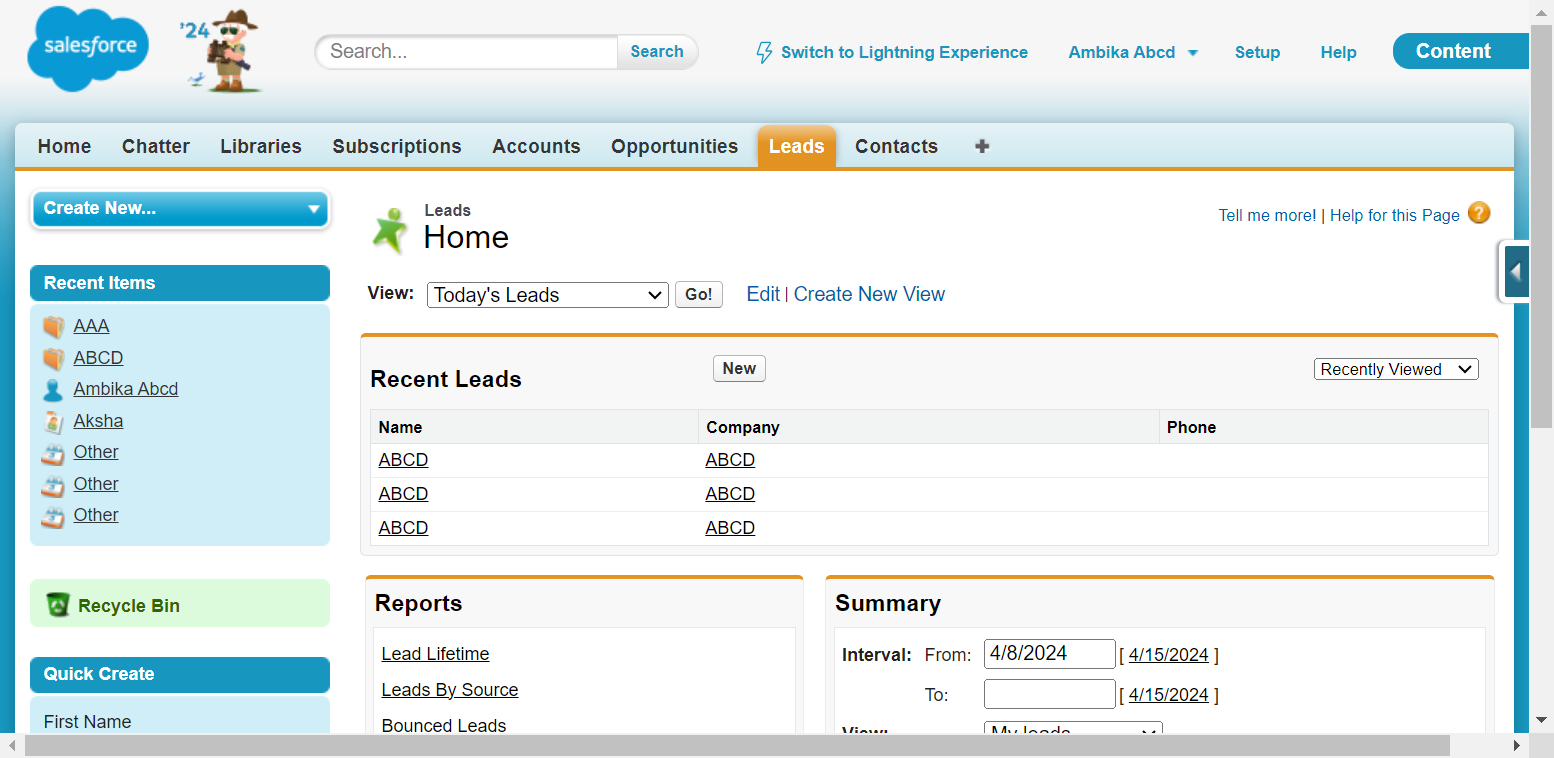 salesforce
'24
Search...
Search
Switch to Lightning Experience
Ambika Abcd
Setup
Help
Content
Home
Chatter
Libraries
Subscriptions
Accounts
Opportunities
Leads
Contacts
+
Create New...
Recent Items
AAA
ABCD
Ambika Abcd
Aksha
Other
Other
Other
Recycle Bin
Quick Create
First Name
Leads
Home
Tell me more! | Help for this Page ?
View: Today's Leads Go! Edit | Create New View
Recent Leads New Recently Viewed
Name Company Phone
ABCD ABCD
ABCD ABCD
ABCD ABCD
Reports
Lead Lifetime
Leads By Source
Bounced Leads
Summary
Interval: From: 4/8/2024 [ 4/15/2024 ]
To: [ 4/15/2024 ]
View: My leads